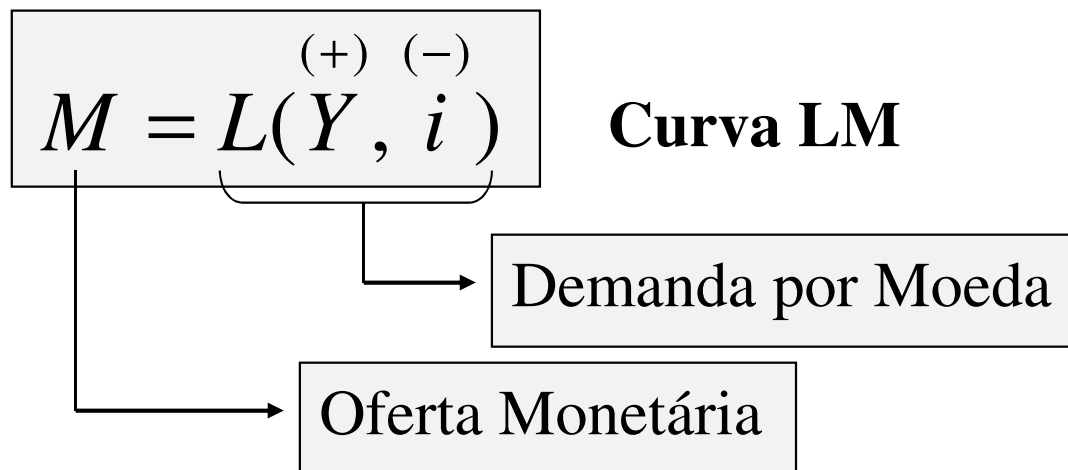 (+) (−)
M = L(Y , i )
Curva LM
Demanda por Moeda
Oferta Monetária